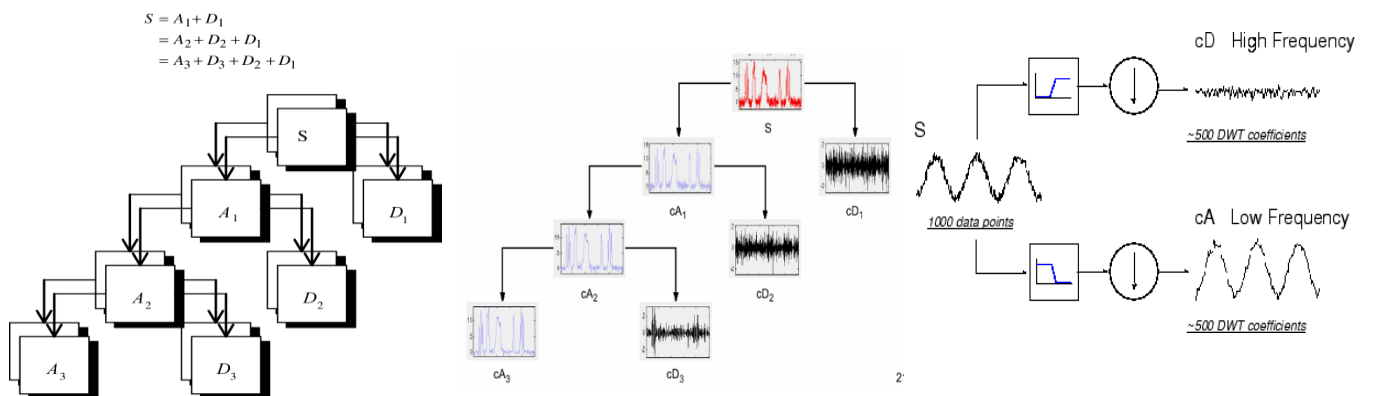 S = A₁ + D₁
= A₂ + D₂ + D₁
= A₃ + D₃ + D₂ + D₁
S
A₁
D₁
A₂
D₂
A₃
D₃
S
cA₁
cD₁
cA₂
cD₂
cA₃
cD₃
21
cD High Frequency
~500 DWT coefficients
S
1000 data points
cA Low Frequency
~500 DWT coefficients